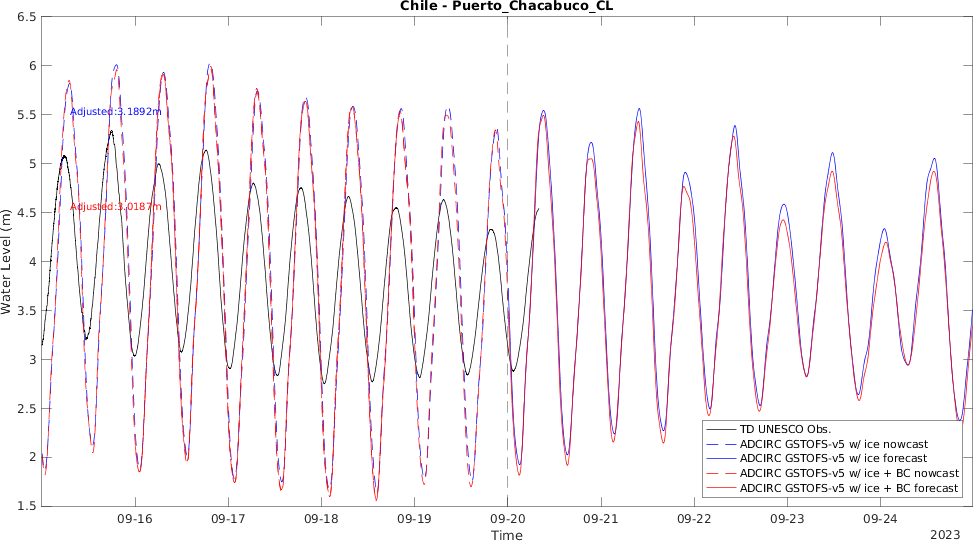 Chile - Puerto_Chacabuco_CL
6.5
6
5.5
5
4.5
4
3.5
3
2.5
2
1.5
Water Level (m)
Adjusted:3.1892m
Adjusted:3.0187m
TD UNESCO Obs.
ADCIRC GSTOFS-v5 w/ ice nowcast
ADCIRC GSTOFS-v5 w/ ice forecast
ADCIRC GSTOFS-v5 w/ ice + BC nowcast
ADCIRC GSTOFS-v5 w/ ice + BC forecast
09-16
09-17
09-18
09-19
09-20
09-21
09-22
09-23
09-24
Time
2023